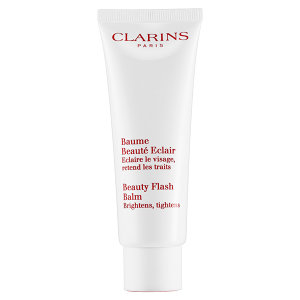 CLARINS
PARIS
Baume
Beauté Eclair
Eclaire le visage,
retend les traits
Beauty Flash
Balm
Brightens, tightens